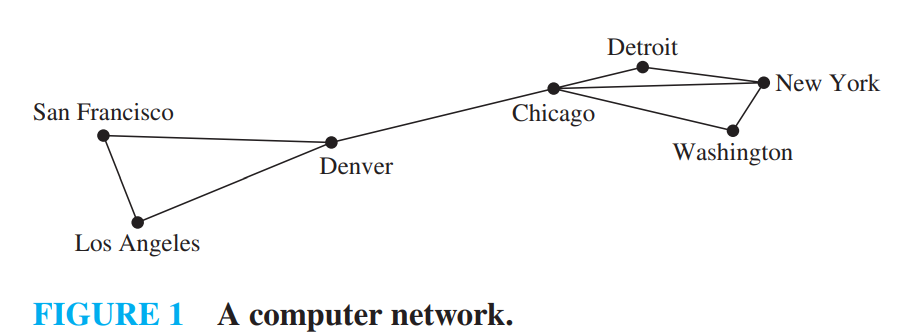 Detroit
New York
San Francisco
Chicago
Washington
Denver
Los Angeles
FIGURE 1 A computer network.